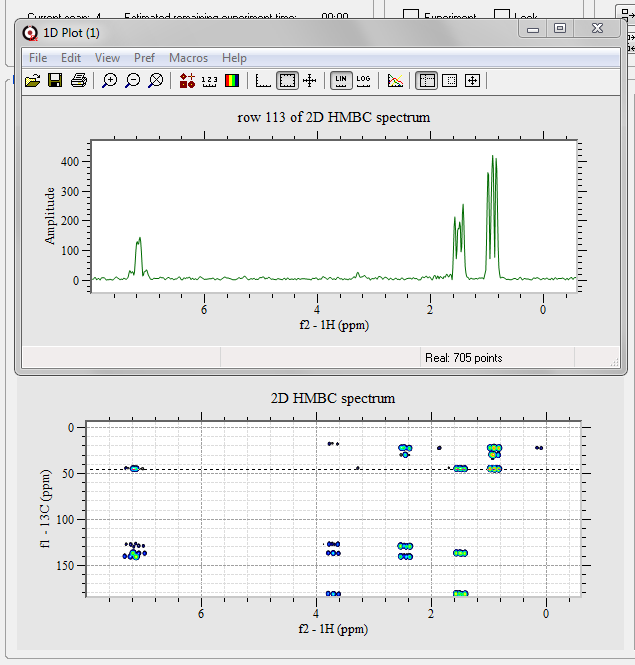 Current scan: 4 Estimated remaining experiment time: 00:00 Experiment Lock
1D Plot (1)
File Edit View Pref Macros Help
1 2 3 LIN LOG
row 113 of 2D HMBC spectrum
400
300
200
100
0
Amplitude
6 4 2 0
f2 - 1H (ppm)
Real: 705 points
2D HMBC spectrum
0
50
100
150
f1 - 13C (ppm)
6 4 2 0
f2 - 1H (ppm)